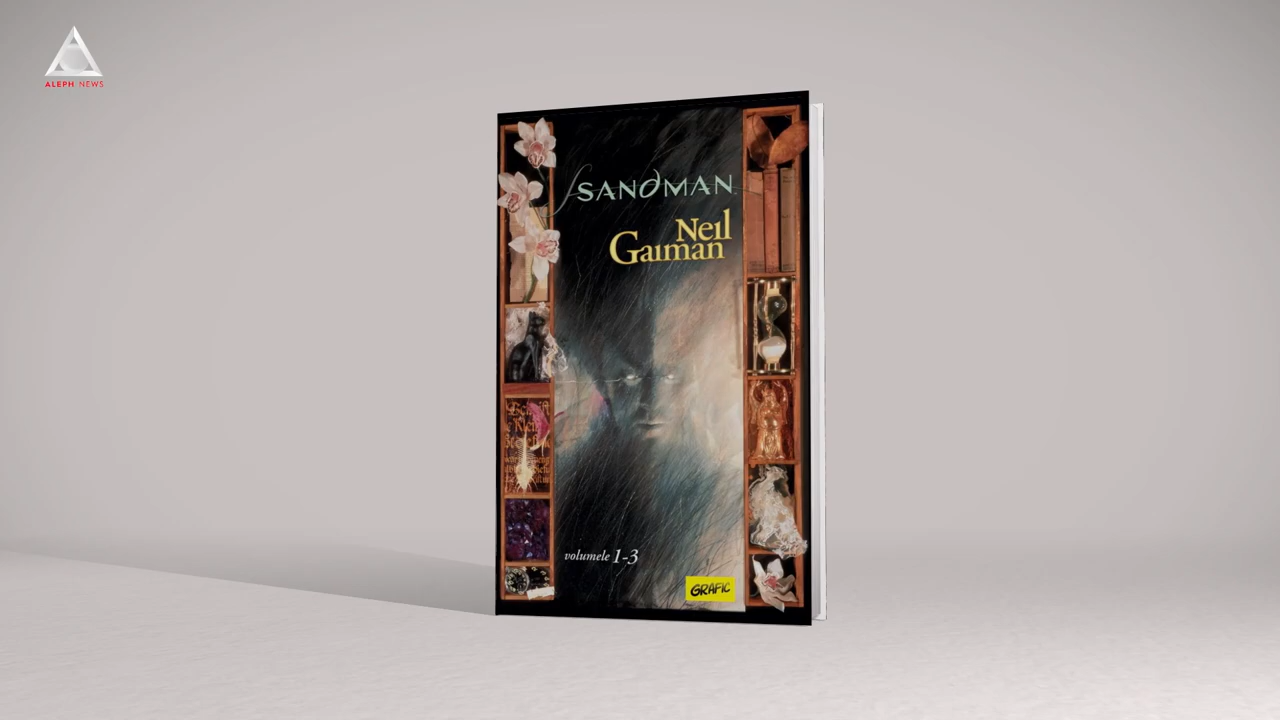 ALEPH NEWS
SANDMAN
Neil
Gaiman
volumele 1-3
GRAFIC